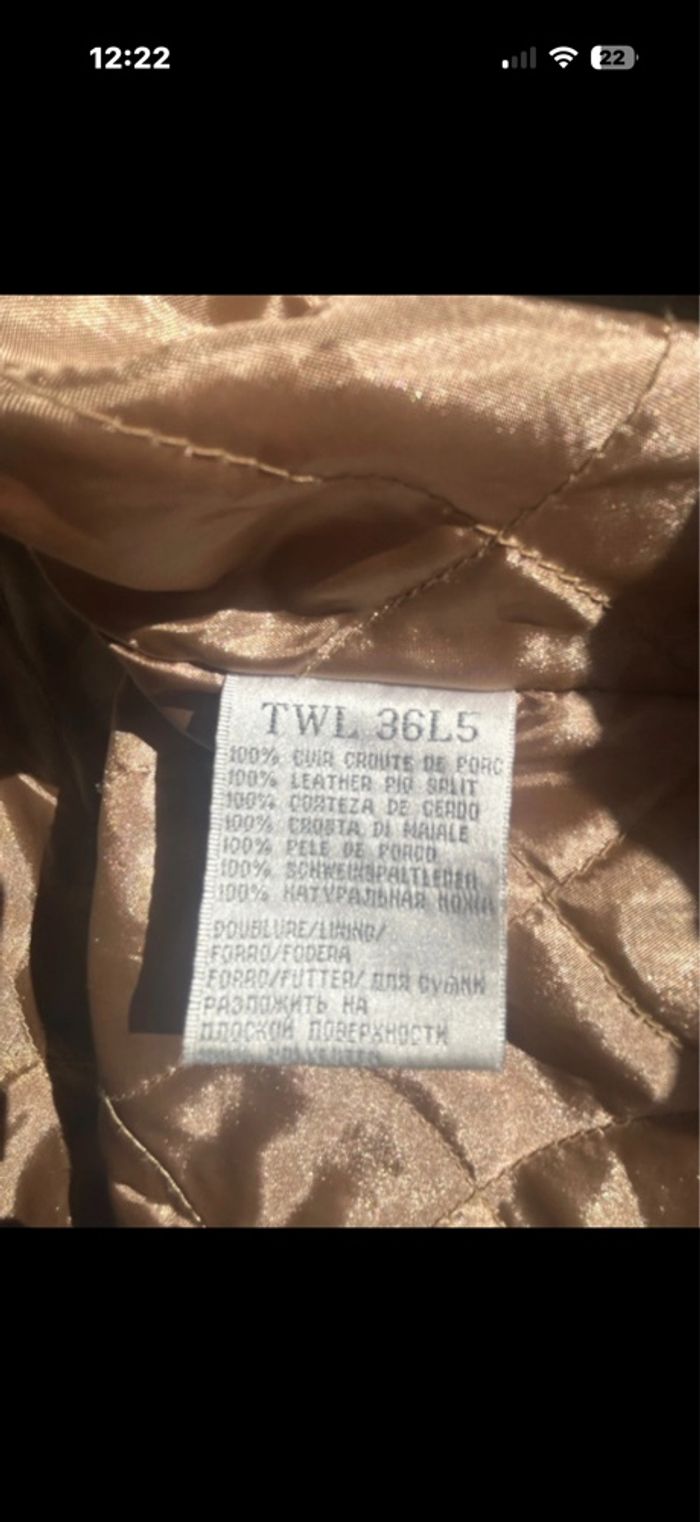 12:22
22
TWL 36L5
100% CUIR CROUTE DE PORC
100% LEATHER PIG SPLIT
100% CORTEZA DE CERDO
100% CROSTA DI MAIALE
100% PELE DE PORCO
100% SCHWEINSPALTLEDER
100% НАТУРАЛЬНАЯ КОЖА
DOUBLURE/LINING/
FORRO/FODERA
FORRO/FUTTER/ ДЛЯ СУШКИ
РАЗЛОЖИТЬ НА
ПЛОСКОЙ ПОВЕРХНОСТИ